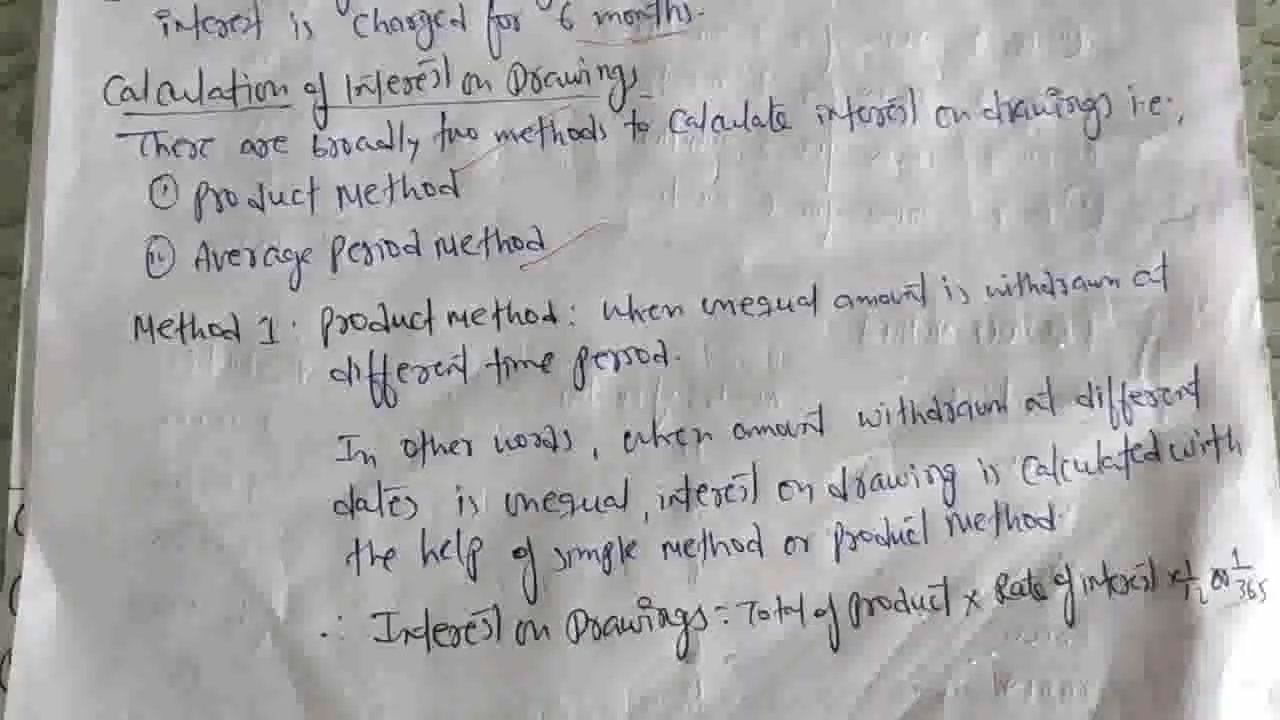 interest is charged for 6 months.
Calculation of Interest on Drawings
There are broadly two methods to calculate interest on drawings i.e;
(i) Product Method
(ii) Average Period Method
Method 1: Product method: when unequal amount is withdrawn at
different time period.
In other words, when amount withdrawn at different
dates is unequal, interest on drawing is calculated with
the help of simple method or product method.
∴ Interest on Drawings = Total of product × Rate of interest × 1/12 or 1/365